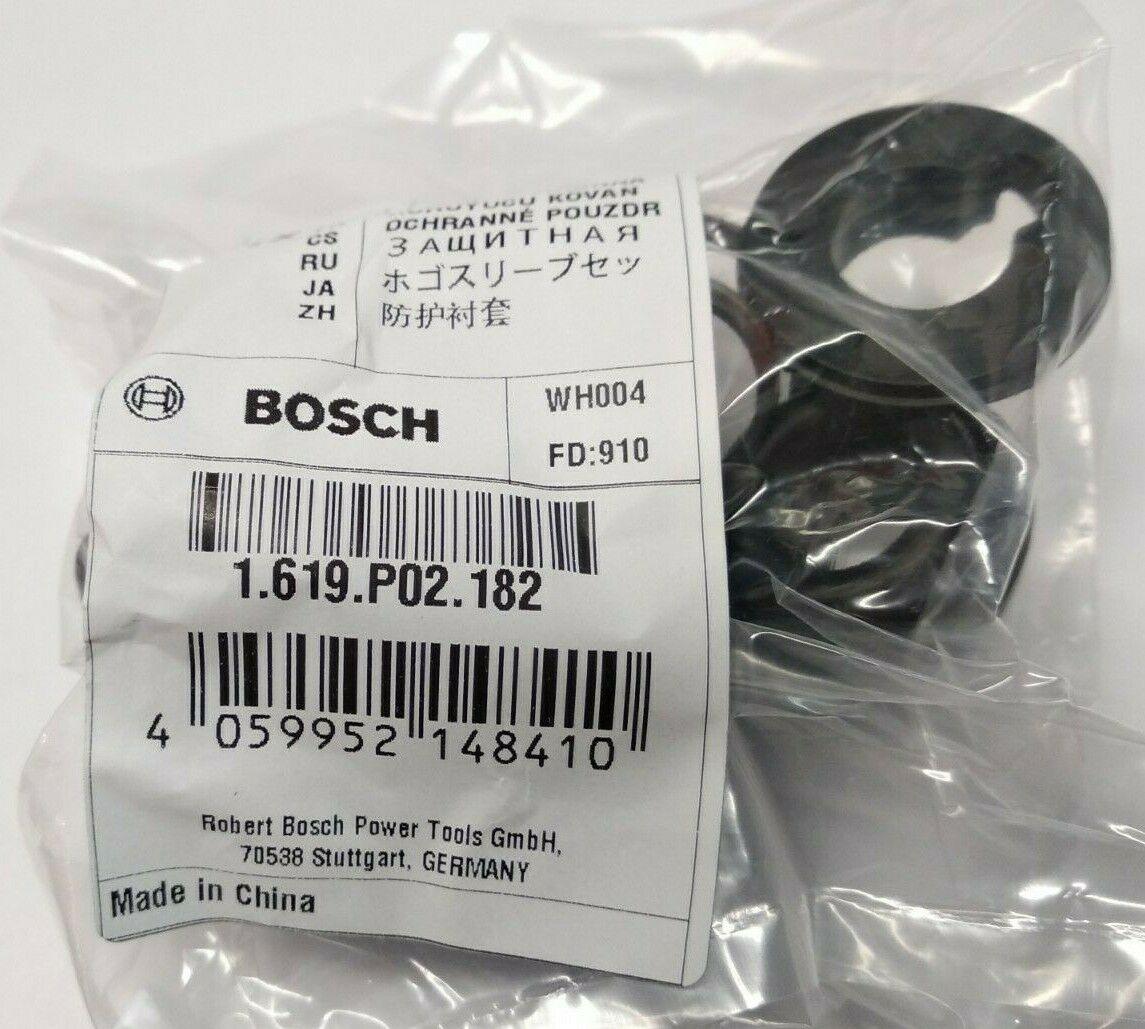 KOVAN
CS OCHRANNÉ POUZDR
RU ЗАЩИТНАЯ
JA ホゴスリーブセッ
ZH 防护衬套
BOSCH
WH004
FD:910
1.619.P02.182
4 059952 148410
Robert Bosch Power Tools GmbH,
70538 Stuttgart, GERMANY
Made in China